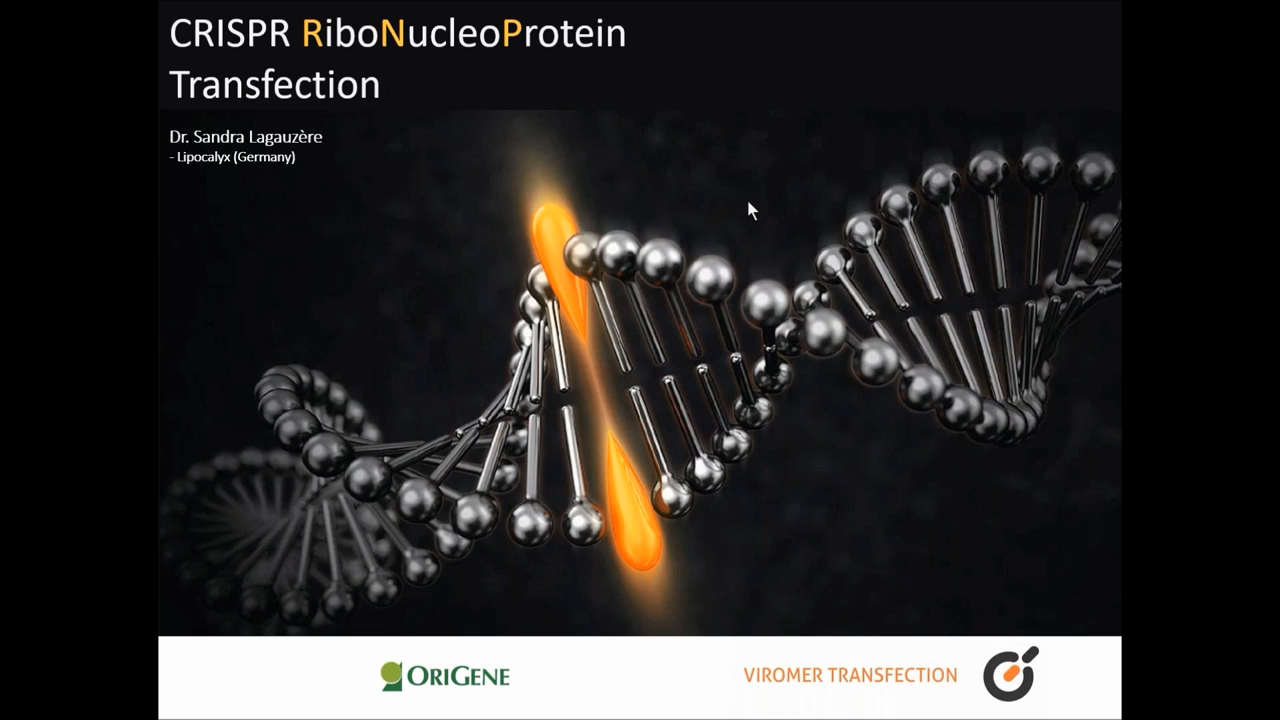 CRISPR RiboNucleoProtein
Transfection
Dr. Sandra Lagauzère
- Lipocalyx (Germany)
ORIGENE
VIROMER TRANSFECTION